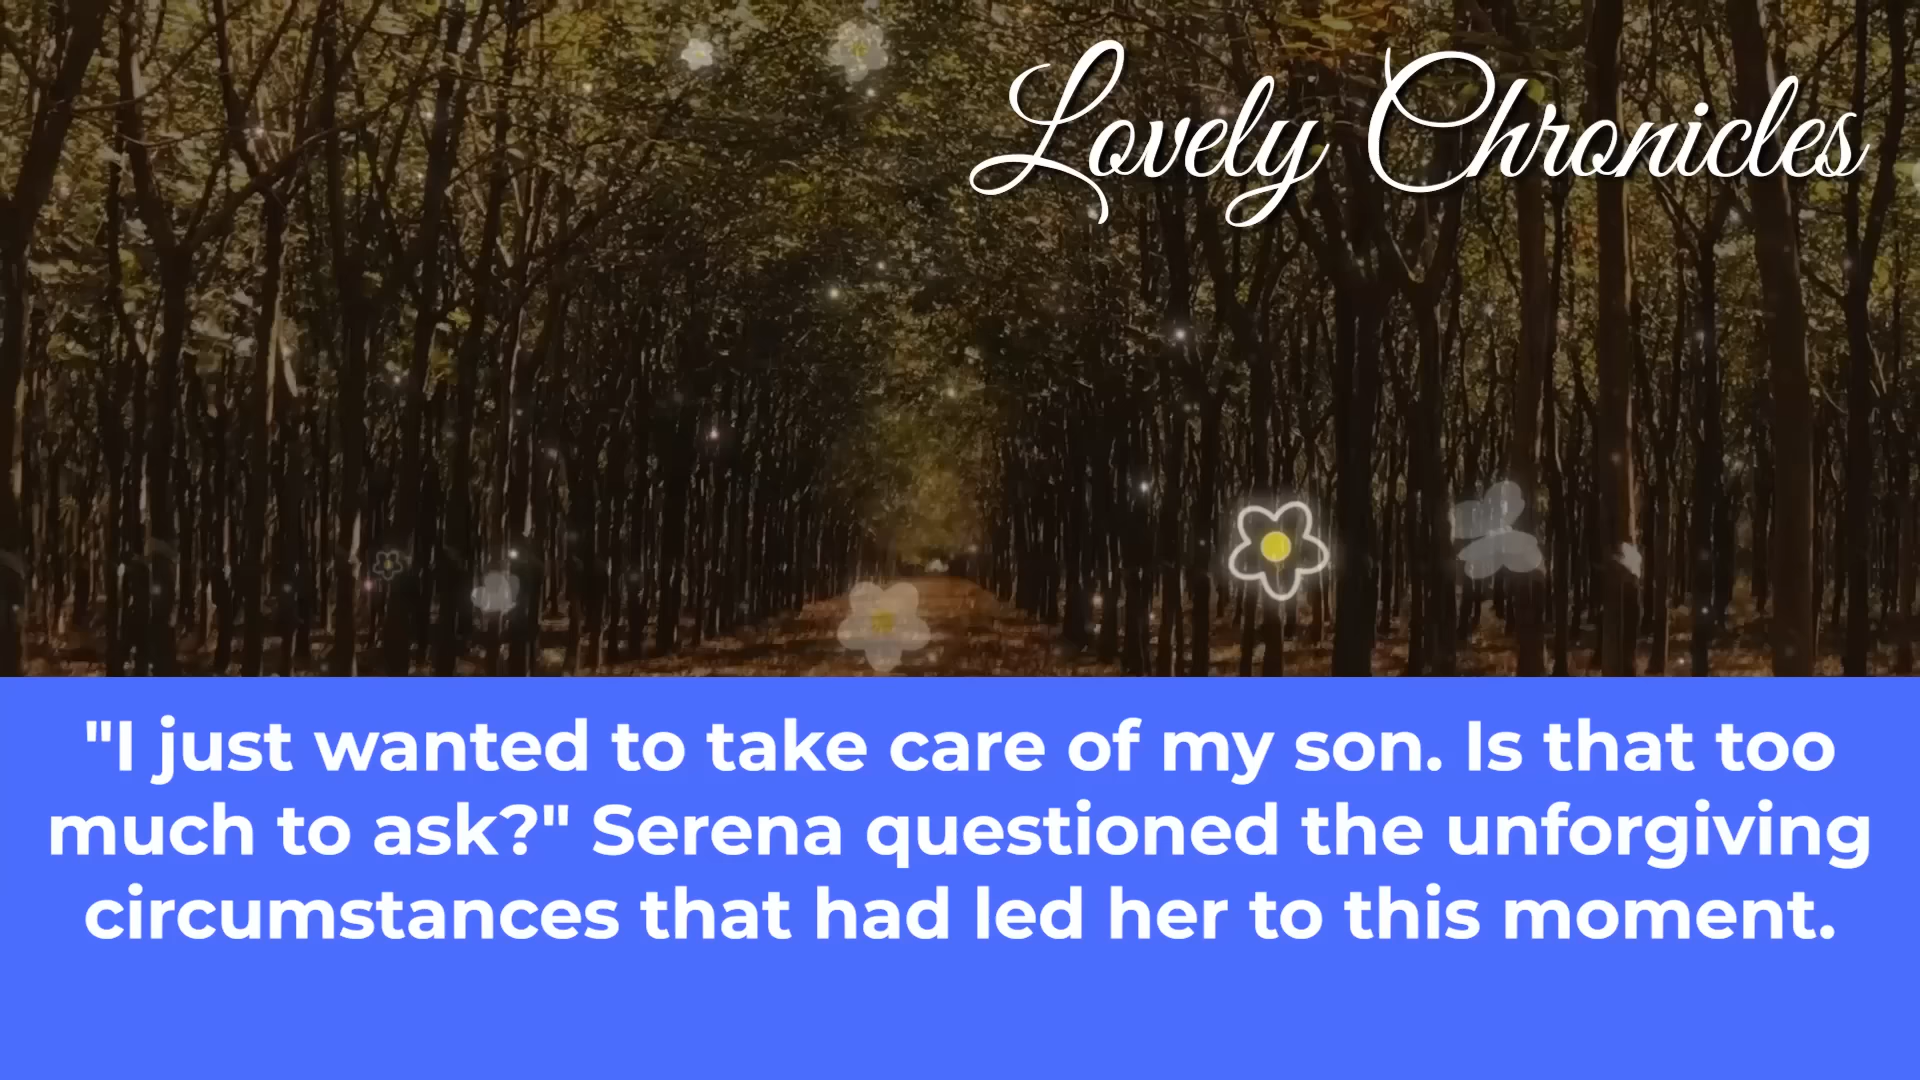 Lovely Chronicles
"I just wanted to take care of my son. Is that too
much to ask?" Serena questioned the unforgiving
circumstances that had led her to this moment.